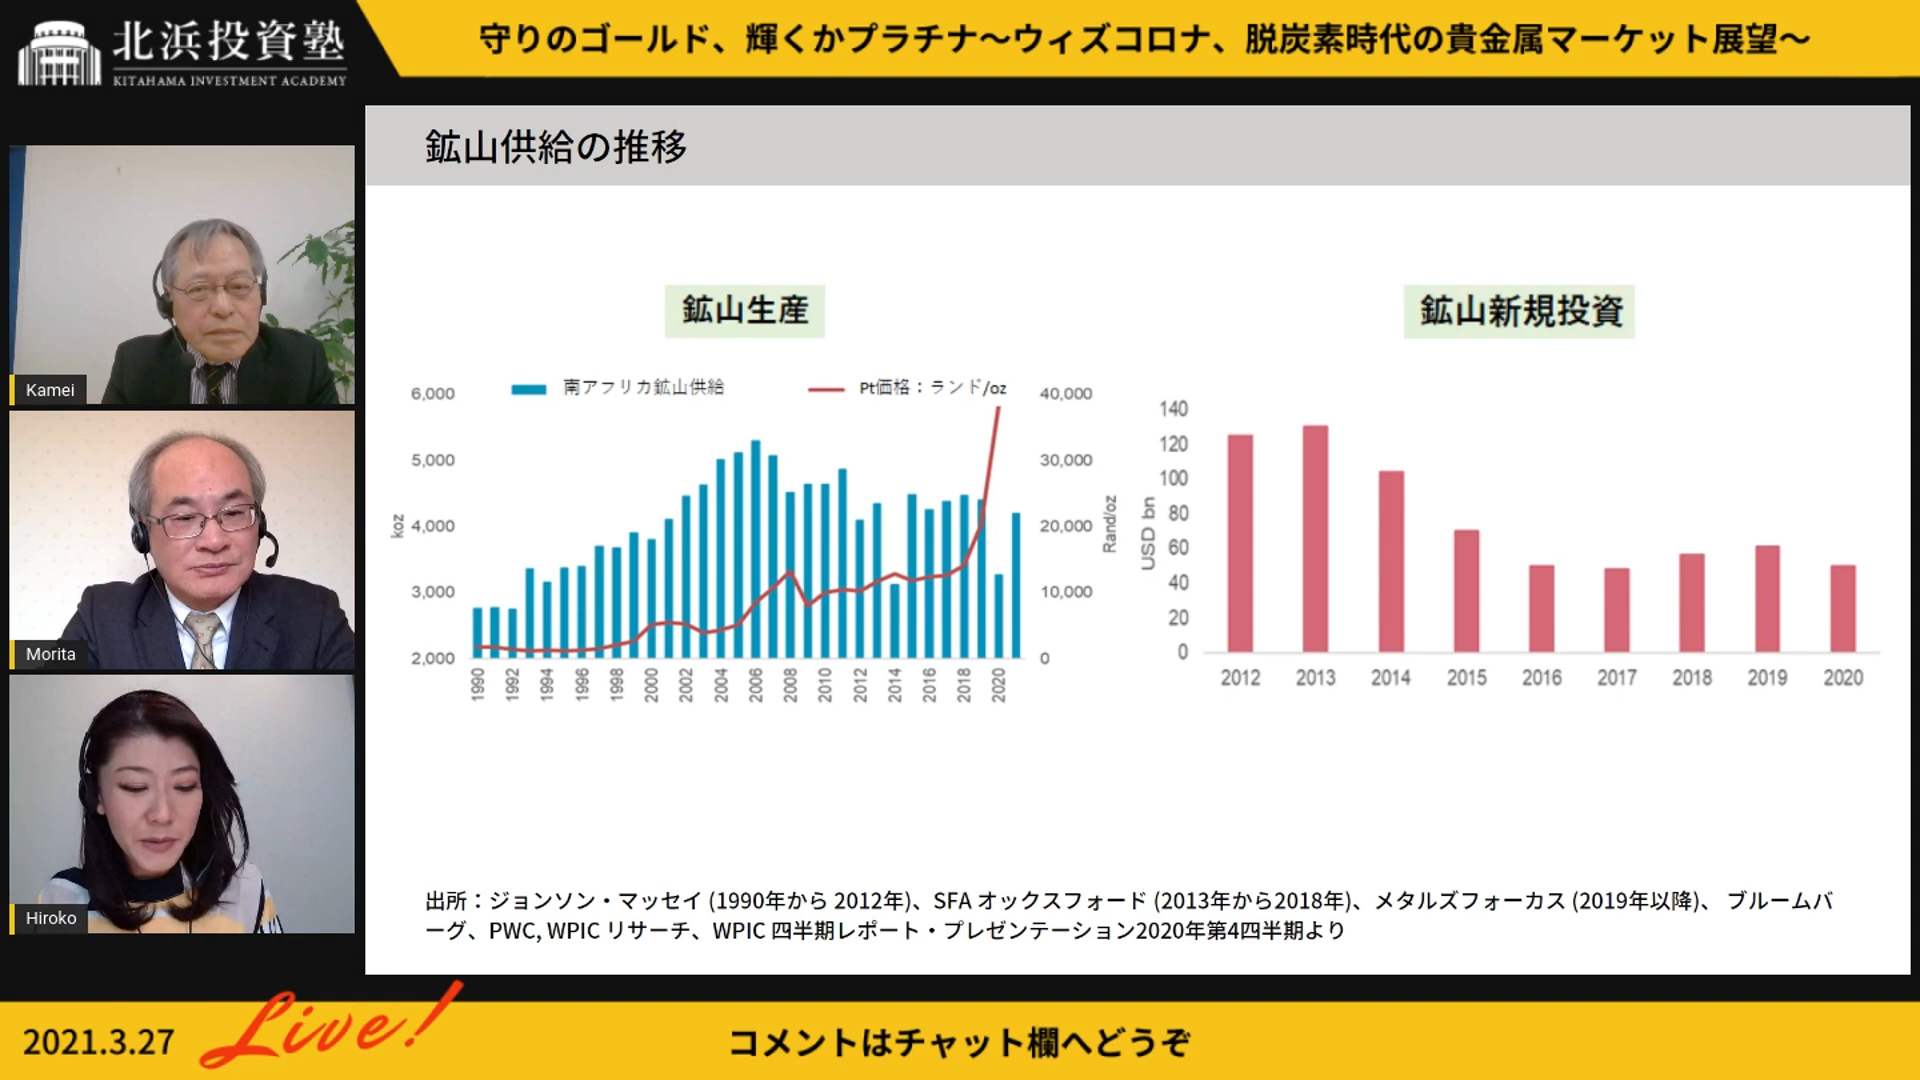 北浜投資塾
KITAHAMA INVESTMENT ACADEMY
守りのゴールド、輝くかプラチナ～ウィズコロナ、脱炭素時代の貴金属マーケット展望～
Kamei
Morita
Hiroko
鉱山供給の推移
鉱山生産
南アフリカ鉱山供給
Pt価格：ランド/oz
6,000
5,000
4,000
3,000
2,000
koz
40,000
30,000
20,000
10,000
0
Rand/oz
1990 1992 1994 1996 1998 2000 2002 2004 2006 2008 2010 2012 2014 2016 2018 2020
鉱山新規投資
140
120
100
80
60
40
20
0
USD bn
2012 2013 2014 2015 2016 2017 2018 2019 2020
出所：ジョンソン・マッセイ (1990年から 2012年)、SFA オックスフォード (2013年から2018年)、メタルズフォーカス (2019年以降)、 ブルームバ
ーグ、PWC, WPIC リサーチ、WPIC 四半期レポート・プレゼンテーション2020年第4四半期より
2021.3.27
Live!
コメントはチャット欄へどうぞ